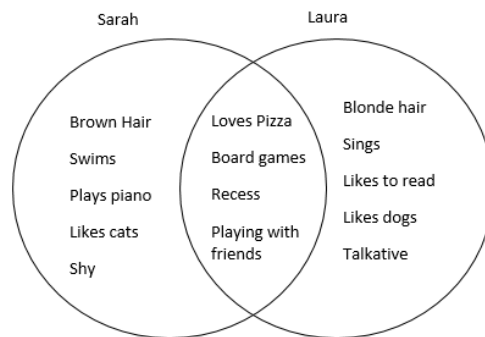 Sarah
Laura
Brown Hair
Swims
Plays piano
Likes cats
Shy
Loves Pizza
Board games
Recess
Playing with
friends
Blonde hair
Sings
Likes to read
Likes dogs
Talkative